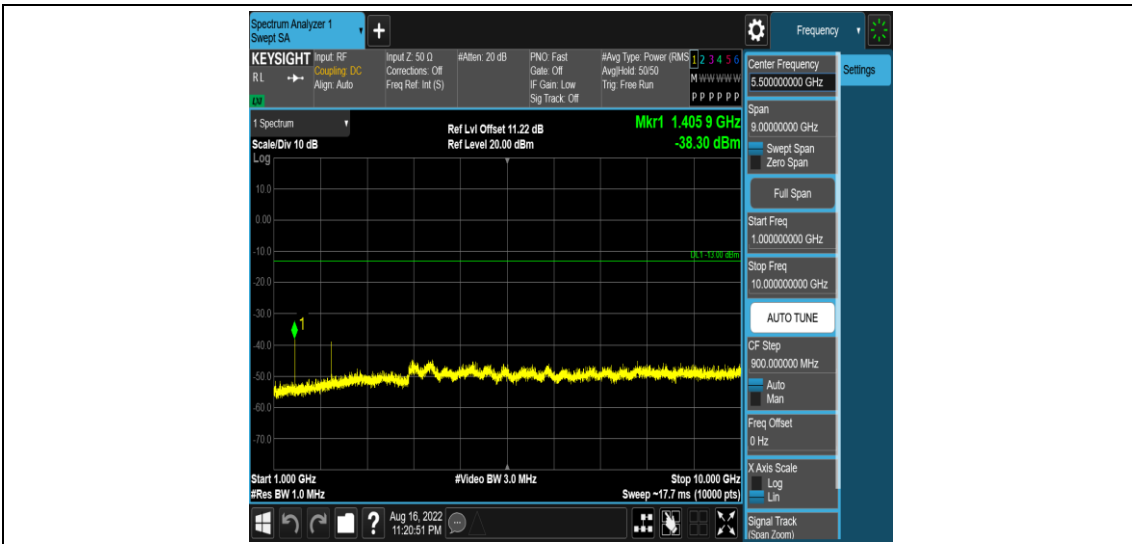 Spectrum Analyzer 1
Swept SA
+
Frequency
KEYSIGHT
RL
LXI
Input: RF
Coupling: DC
Align: Auto
Input Z: 50 Ω
Corrections: Off
Freq Ref: Int (S)
#Atten: 20 dB
PNO: Fast
Gate: Off
IF Gain: Low
Sig Track: Off
#Avg Type: Power (RMS
Avg|Hold: 50/50
Trig: Free Run
1 2 3 4 5 6
M W W W W W
P P P P P P
1 Spectrum
Scale/Div 10 dB
Ref Lvl Offset 11.22 dB
Ref Level 20.00 dBm
Mkr1 1.405 9 GHz
-38.30 dBm
Log
10.0
0.00
-10.0
-20.0
-30.0
-40.0
-50.0
-60.0
-70.0
DL1 -13.00 dBm
1
Start 1.000 GHz
#Res BW 1.0 MHz
#Video BW 3.0 MHz
Stop 10.000 GHz
Sweep ~17.7 ms (10000 pts)
Center Frequency
5.500000000 GHz
Settings
Span
9.00000000 GHz
Swept Span
Zero Span
Full Span
Start Freq
1.000000000 GHz
Stop Freq
10.000000000 GHz
AUTO TUNE
CF Step
900.000000 MHz
Auto
Man
Freq Offset
0 Hz
X Axis Scale
Log
Lin
Signal Track
(Span Zoom)
?
Aug 16, 2022
11:20:51 PM